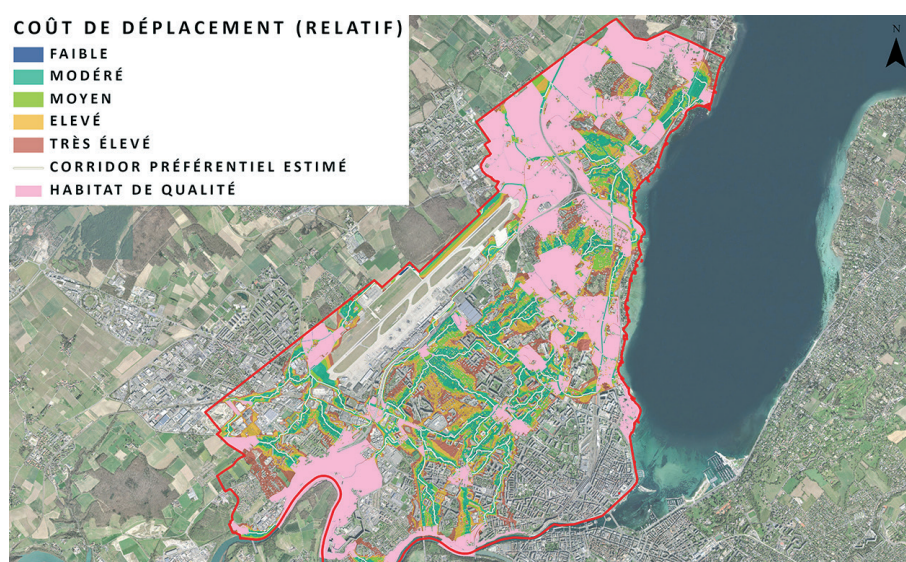 COÛT DE DÉPLACEMENT (RELATIF)
FAIBLE
MODÉRÉ
MOYEN
ELEVÉ
TRÈS ÉLEVÉ
CORRIDOR PRÉFÉRENTIEL ESTIMÉ
HABITAT DE QUALITÉ
N